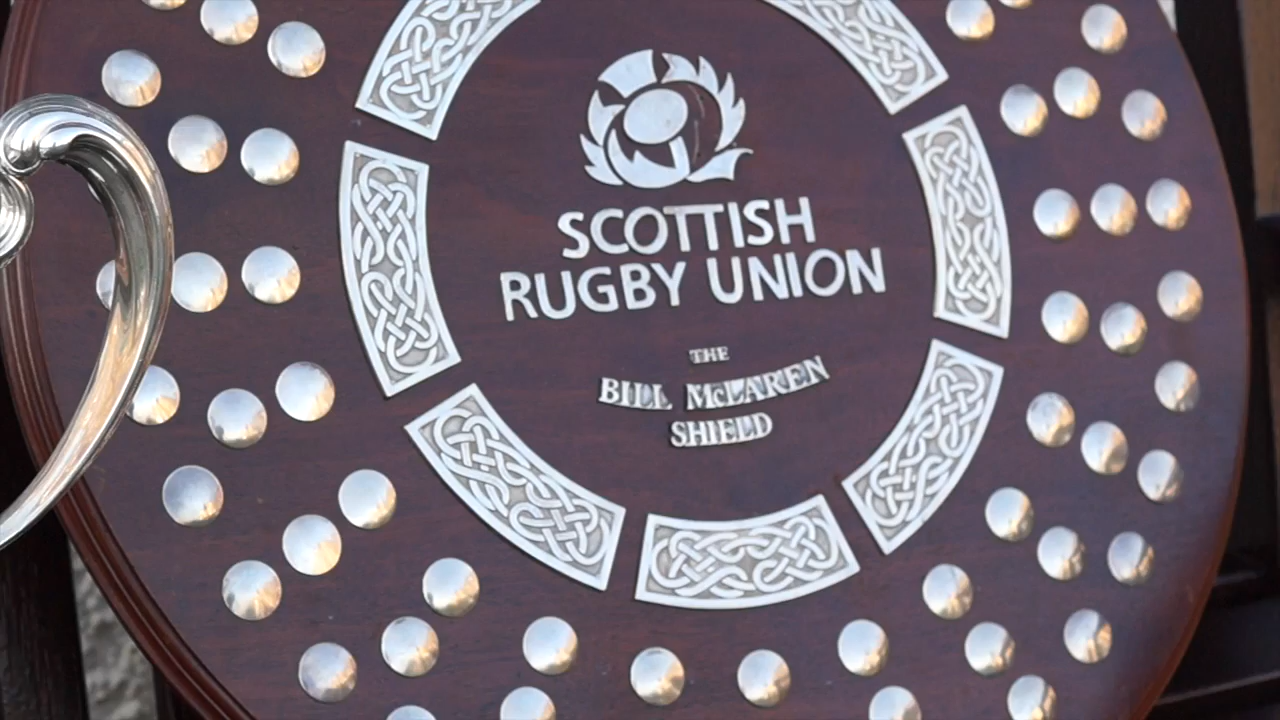 SCOTTISH
RUGBY UNION
THE
BILL McLAREN
SHIELD